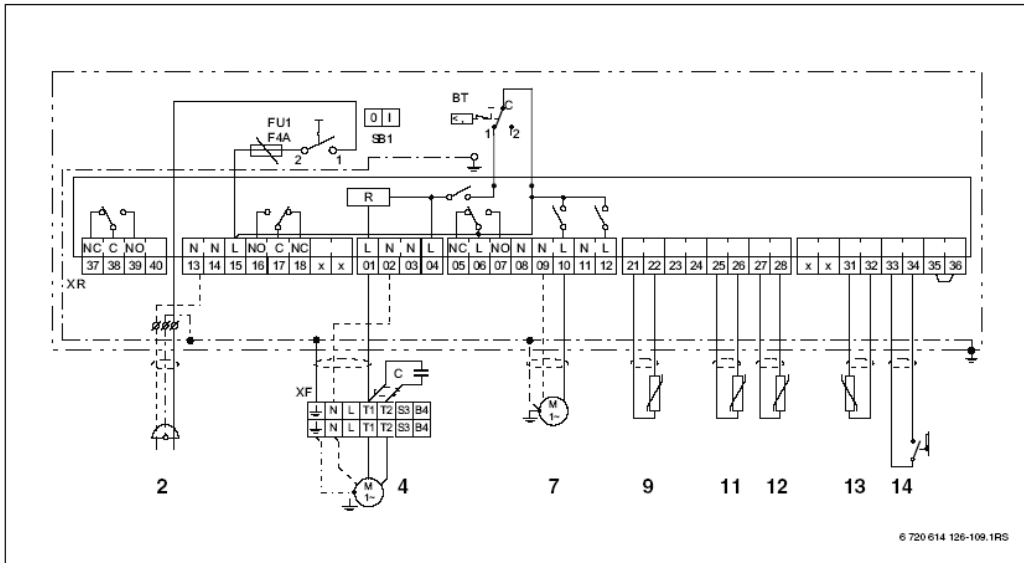 BT
C
1 2
0 I
SB1
FU1
F4A
2 1
R
NC C NO
N N L NO C NC
L N N L NC L NO N N L N L
37 38 39 40
13 14 15 16 17 18 x x
01 02 03 04 05 06 07 08 09 10 11 12
21 22 23 24 25 26 27 28
x x 31 32 33 34 35 36
XR
C
XF
N L T1 T2 S3 B4
N L T1 T2 S3 B4
M
1~
M
1~
2 4 7 9 11 12 13 14
6 720 614 126-109.1RS